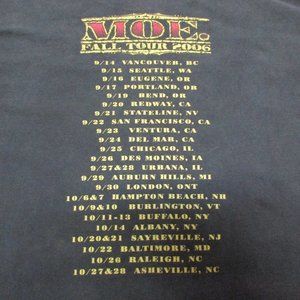 MOE.
FALL TOUR 2006
9/14 VANCOUVER, BC
9/15 SEATTLE, WA
9/16 EUGENE, OR
9/17 PORTLAND, OR
9/19 BEND, OR
9/20 REDWAY, CA
9/21 STATELINE, NV
9/22 SAN FRANCISCO, CA
9/23 VENTURA, CA
9/24 DEL MAR, CA
9/25 CHICAGO, IL
9/26 DES MOINES, IA
9/27&28 URBANA, IL
9/29 AUBURN HILLS, MI
9/30 LONDON, ONT
10/6&7 HAMPTON BEACH, NH
10/9&10 BURLINGTON, VT
10/11-13 BUFFALO, NY
10/14 ALBANY, NY
10/20&21 SAYREVILLE, NJ
10/22 BALTIMORE, MD
10/26 RALEIGH, NC
10/27&28 ASHEVILLE, NC